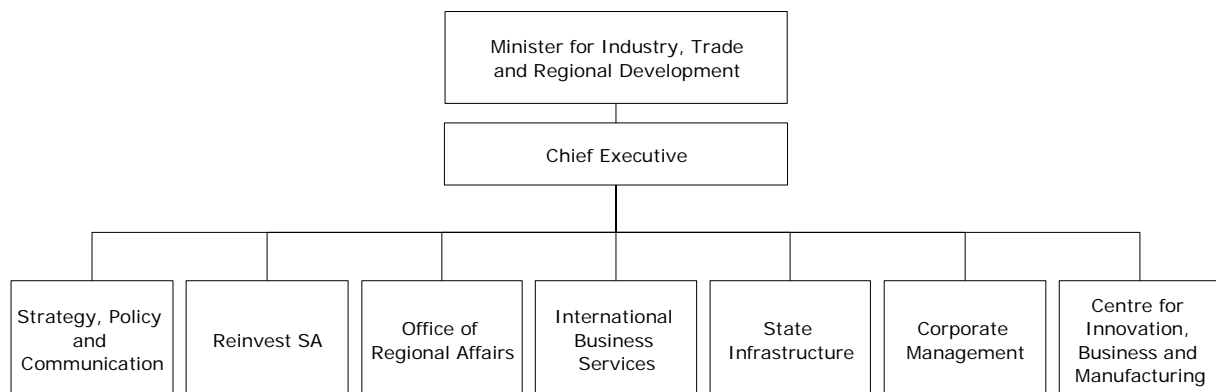 Minister for Industry, Trade
and Regional Development
Chief Executive
Strategy, Policy
and
Communication
Reinvest SA
Office of
Regional Affairs
International
Business
Services
State
Infrastructure
Corporate
Management
Centre for
Innovation,
Business and
Manufacturing